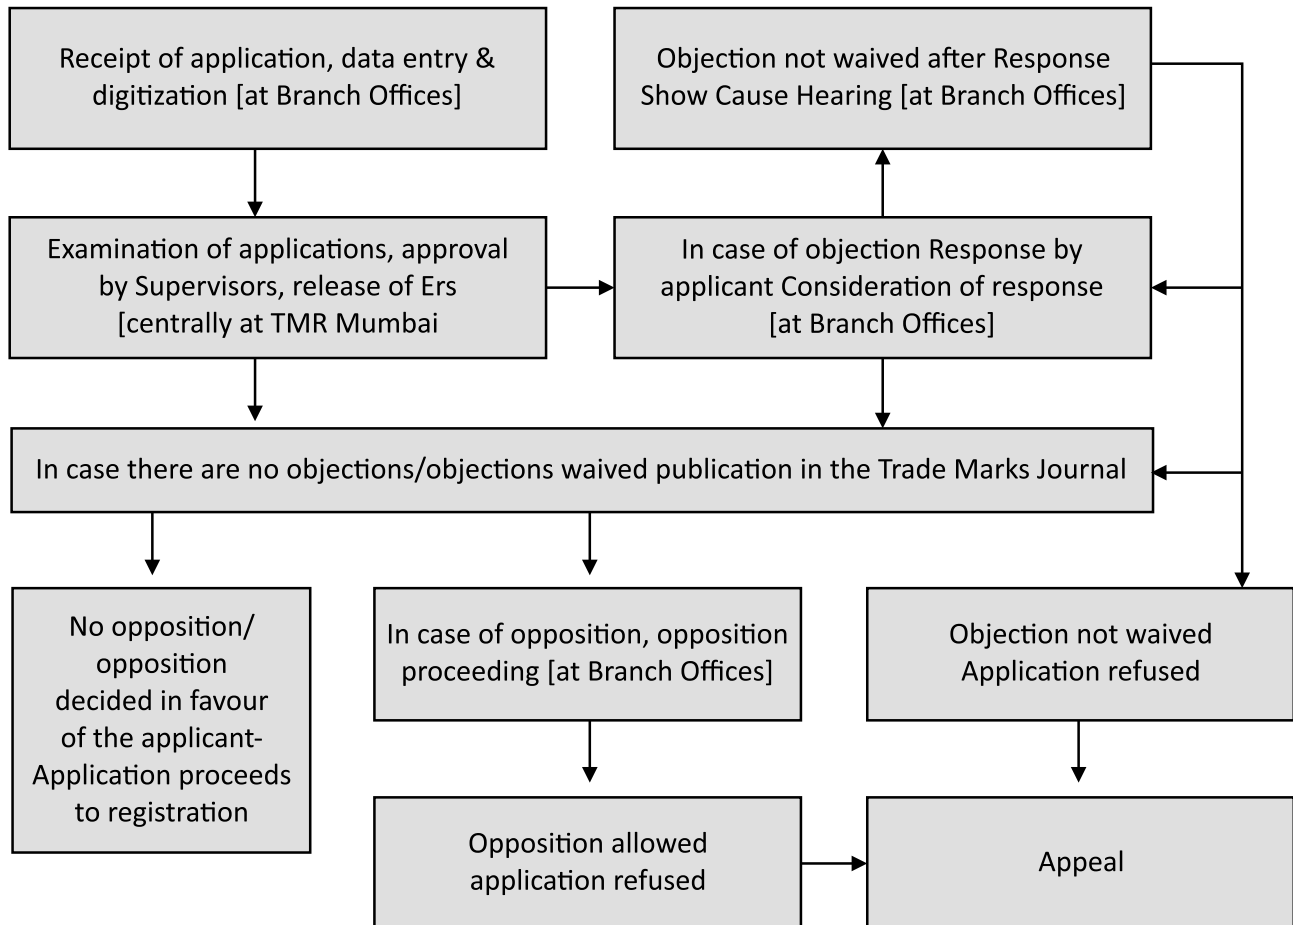 Receipt of application, data entry &
digitization [at Branch Offices]
Objection not waived after Response
Show Cause Hearing [at Branch Offices]
Examination of applications, approval
by Supervisors, release of Ers
[centrally at TMR Mumbai
In case of objection Response by
applicant Consideration of response
[at Branch Offices]
In case there are no objections/objections waived publication in the Trade Marks Journal
No opposition/
opposition
decided in favour
of the applicant-
Application proceeds
to registration
In case of opposition, opposition
proceeding [at Branch Offices]
Objection not waived
Application refused
Opposition allowed
application refused
Appeal